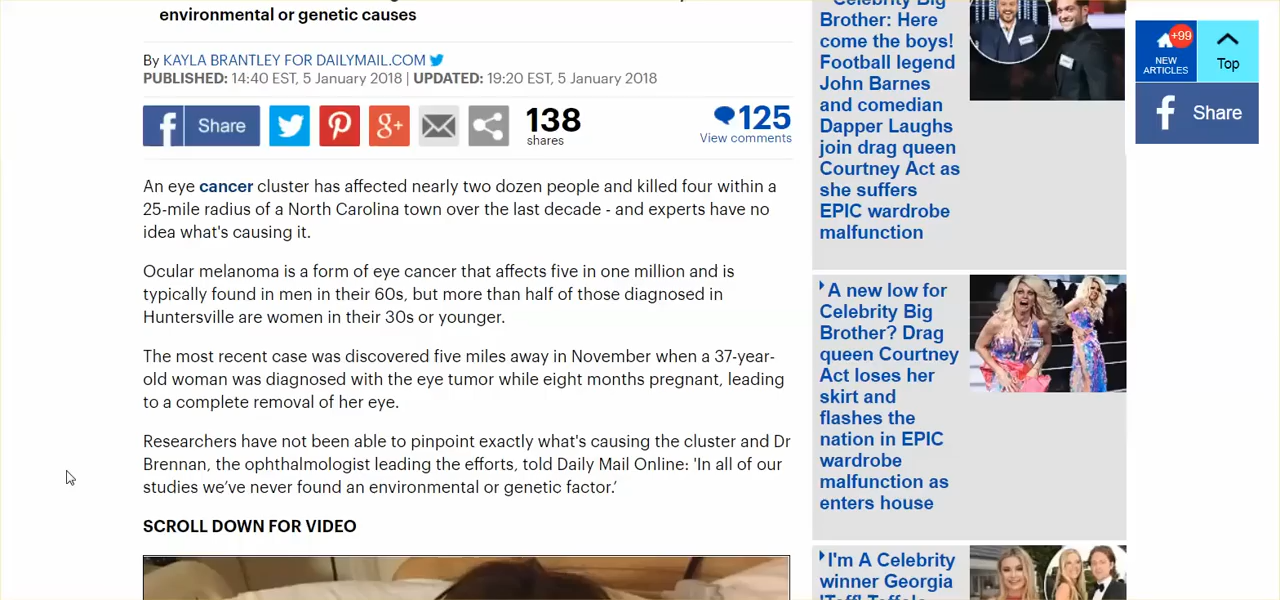 environmental or genetic causes
By KAYLA BRANTLEY FOR DAILYMAIL.COM
PUBLISHED: 14:40 EST, 5 January 2018 | UPDATED: 19:20 EST, 5 January 2018
Share
138
shares
125
View comments
An eye cancer cluster has affected nearly two dozen people and killed four within a
25-mile radius of a North Carolina town over the last decade - and experts have no
idea what's causing it.
Ocular melanoma is a form of eye cancer that affects five in one million and is
typically found in men in their 60s, but more than half of those diagnosed in
Huntersville are women in their 30s or younger.
The most recent case was discovered five miles away in November when a 37-year-
old woman was diagnosed with the eye tumor while eight months pregnant, leading
to a complete removal of her eye.
Researchers have not been able to pinpoint exactly what's causing the cluster and Dr
Brennan, the ophthalmologist leading the efforts, told Daily Mail Online: 'In all of our
studies we've never found an environmental or genetic factor.'
SCROLL DOWN FOR VIDEO
Celebrity Big
Brother: Here
come the boys!
Football legend
John Barnes
and comedian
Dapper Laughs
join drag queen
Courtney Act as
she suffers
EPIC wardrobe
malfunction
A new low for
Celebrity Big
Brother? Drag
queen Courtney
Act loses her
skirt and
flashes the
nation in EPIC
wardrobe
malfunction as
enters house
I'm A Celebrity
winner Georgia
+99
NEW
ARTICLES
Top
Share